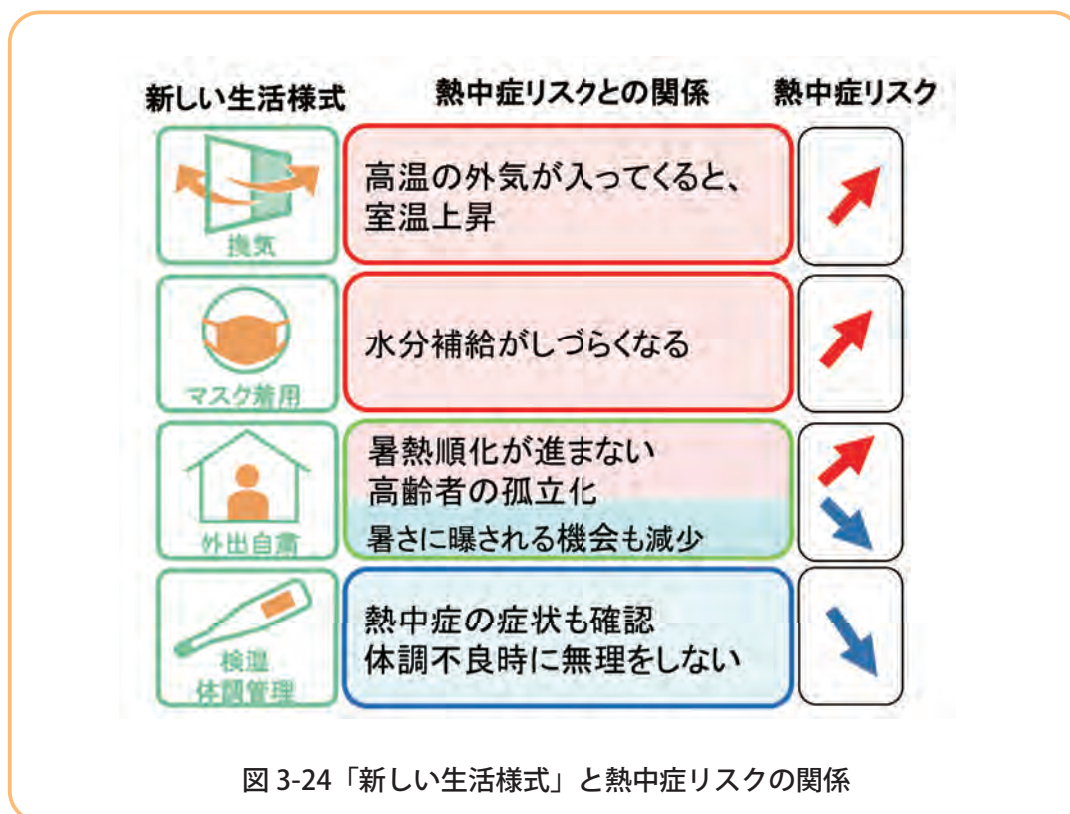 新しい生活様式
熱中症リスクとの関係
熱中症リスク
換気
高温の外気が入ってくると、
室温上昇
マスク着用
水分補給がしづらくなる
外出自粛
暑熱順化が進まない
高齢者の孤立化
暑さに曝される機会も減少
検温
体調管理
熱中症の症状も確認
体調不良時に無理をしない
図 3-24「新しい生活様式」と熱中症リスクの関係